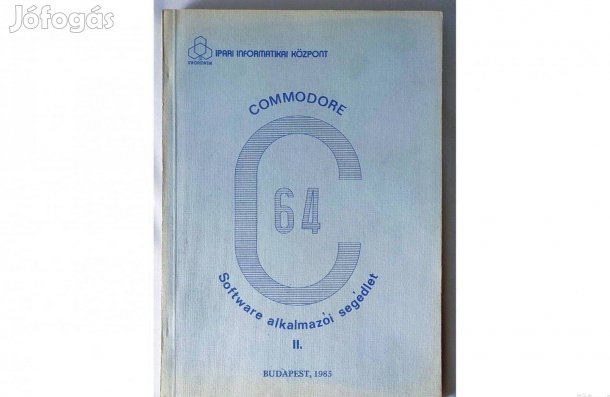 Jófogás
IPARI INFORMATIKAI KÖZPONT
COMMODORE
C
64
Software alkalmazói segédlet
II.
BUDAPEST, 1985